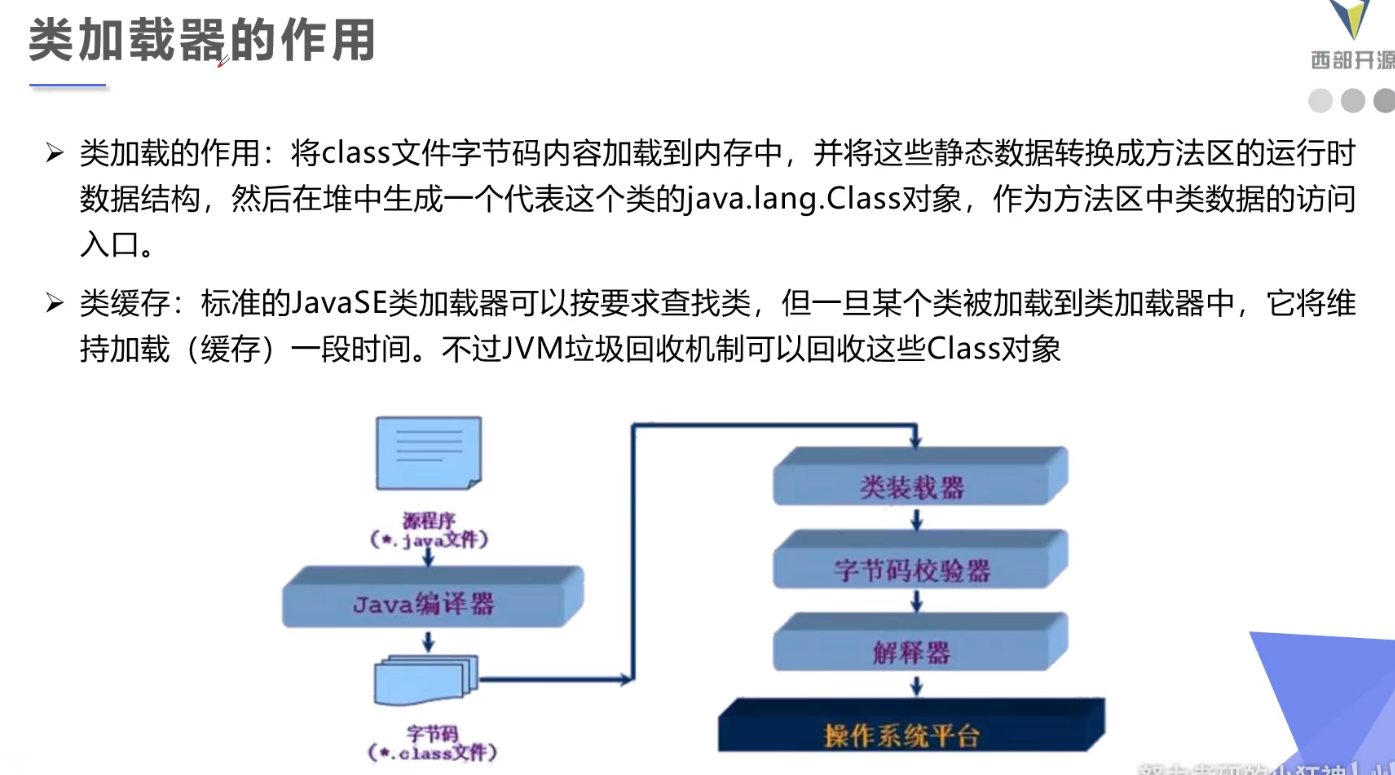 类加载器的作用
西部开源
➢ 类加载的作用：将class文件字节码内容加载到内存中，并将这些静态数据转换成方法区的运行时
数据结构，然后在堆中生成一个代表这个类的java.lang.Class对象，作为方法区中类数据的访问
入口。
➢ 类缓存：标准的JavaSE类加载器可以按要求查找类，但一旦某个类被加载到类加载器中，它将维
持加载（缓存）一段时间。不过JVM垃圾回收机制可以回收这些Class对象
源程序
(*.java文件)
Java编译器
字节码
(*.class文件)
类装载器
字节码校验器
解释器
操作系统平台